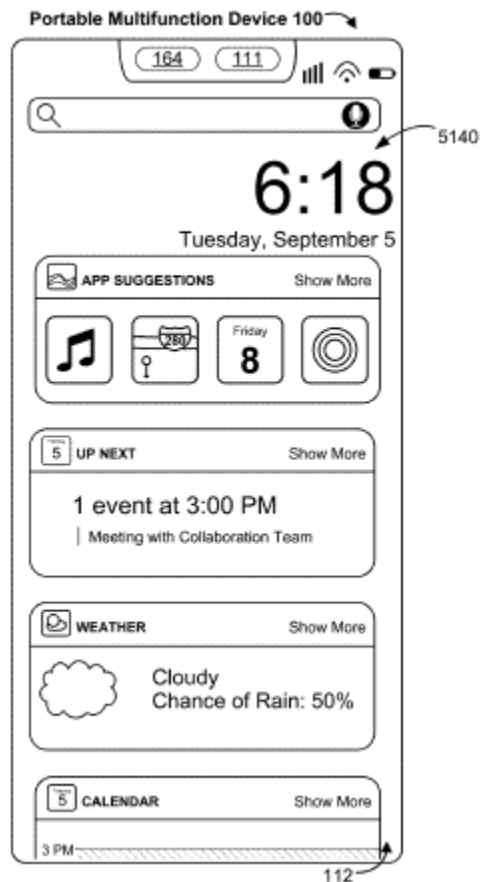 Portable Multifunction Device 100
164 111
5140
6:18
Tuesday, September 5
APP SUGGESTIONS Show More
280
Friday
8
5 UP NEXT Show More
1 event at 3:00 PM
Meeting with Collaboration Team
WEATHER Show More
Cloudy
Chance of Rain: 50%
5 CALENDAR Show More
3 PM
112